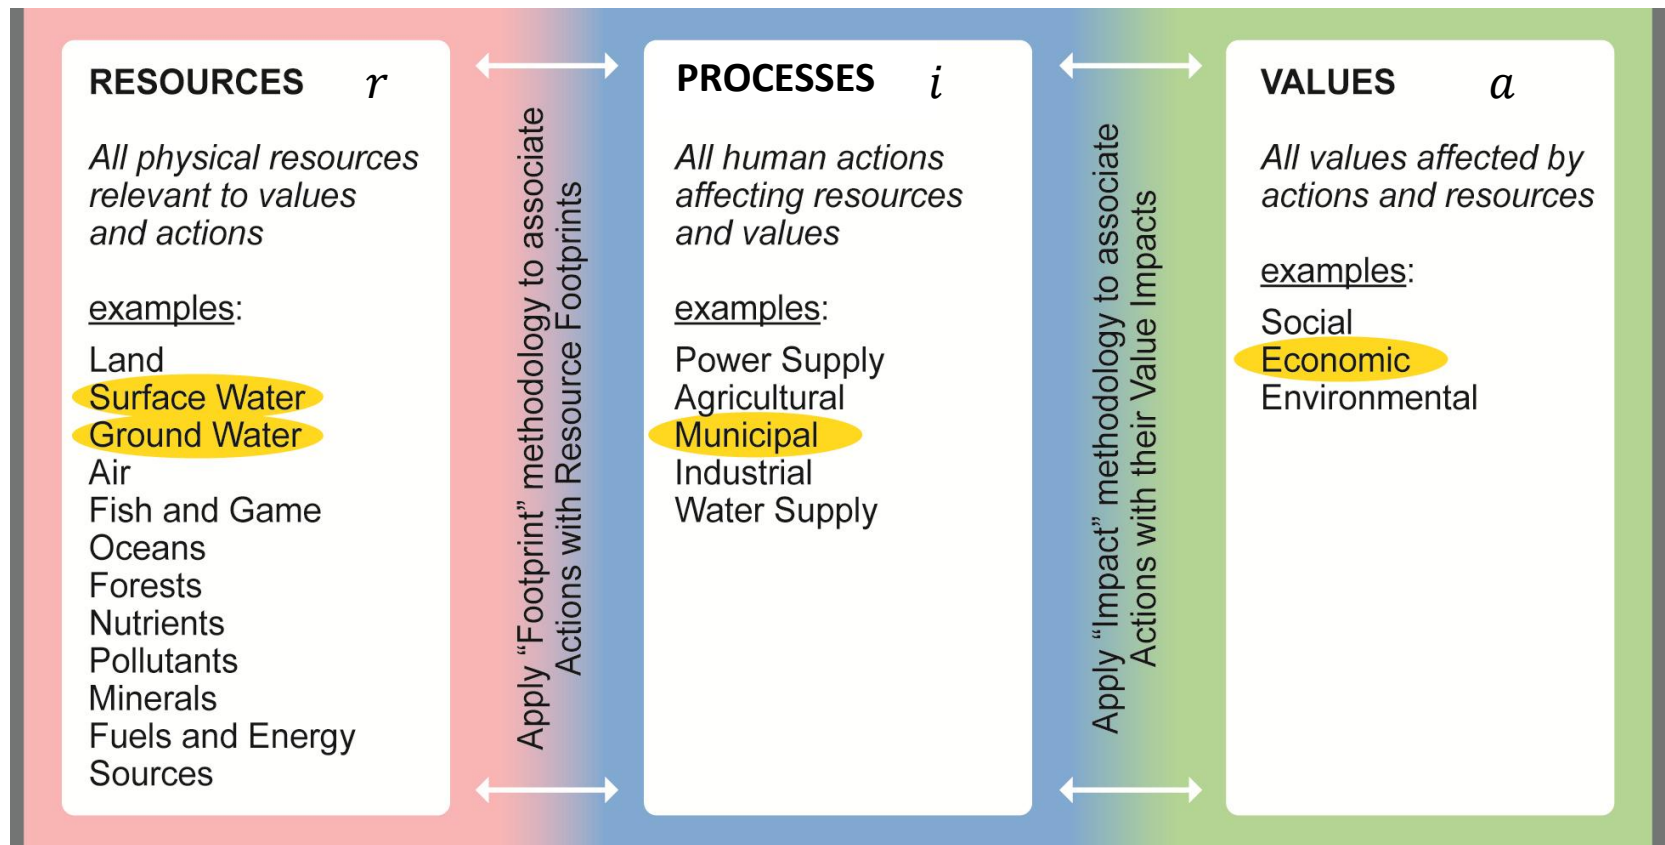 RESOURCES r
All physical resources
relevant to values
and actions
examples:
Land
Surface Water
Ground Water
Air
Fish and Game
Oceans
Forests
Nutrients
Pollutants
Minerals
Fuels and Energy
Sources
Apply “Footprint” methodology to associate
Actions with Resource Footprints
PROCESSES i
All human actions
affecting resources
and values
examples:
Power Supply
Agricultural
Municipal
Industrial
Water Supply
Apply “Impact” methodology to associate
Actions with their Value Impacts
VALUES a
All values affected by
actions and resources
examples:
Social
Economic
Environmental